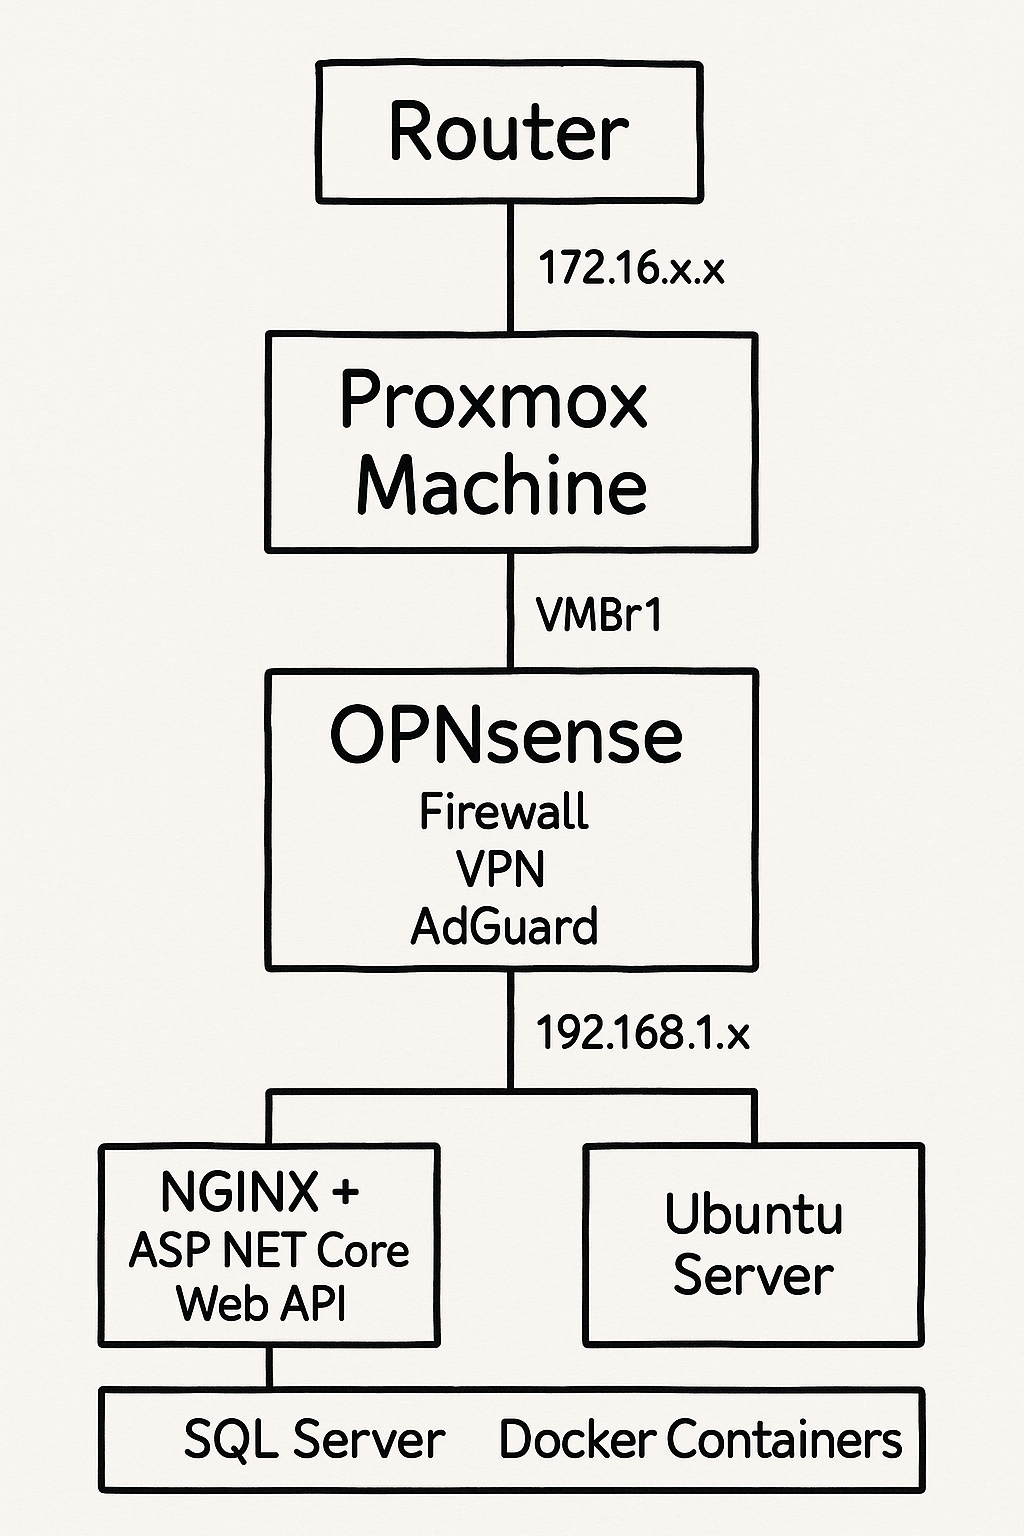 Router
172.16.x.x
Proxmox
Machine
VMBr1
OPNsense
Firewall
VPN
AdGuard
192.168.1.x
NGINX +
ASP NET Core
Web API
Ubuntu
Server
SQL Server
Docker Containers